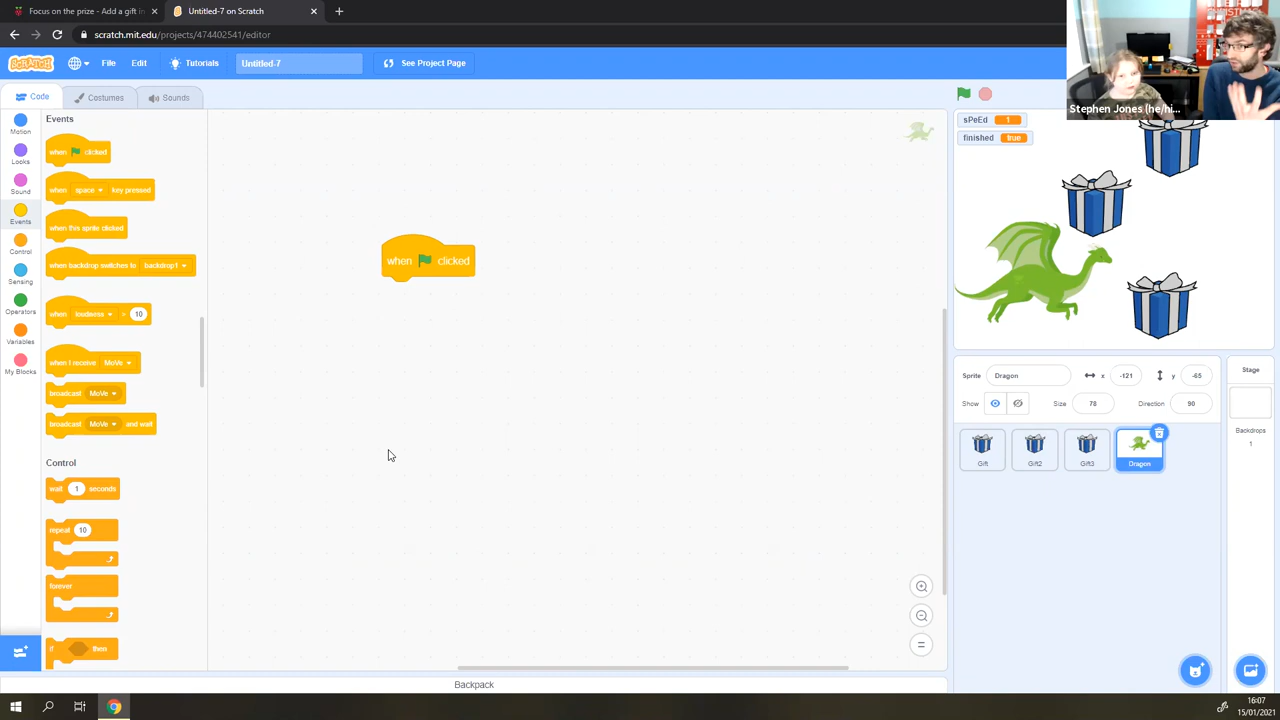 Focus on the prize - Add a gift in
Untitled-7 on Scratch
scratch.mit.edu/projects/474402541/editor
SCRATCH
File
Edit
Tutorials
Untitled-7
See Project Page
Code
Costumes
Sounds
Motion
Looks
Sound
Events
Control
Sensing
Operators
Variables
My Blocks
Events
when clicked
when space key pressed
when this sprite clicked
when backdrop switches to backdrop1
when loudness > 10
when I receive MoVe
broadcast MoVe
broadcast MoVe and wait
Control
wait 1 seconds
repeat 10
forever
if then
when clicked
Backpack
sPeEd 1
finished true
Stephen Jones (he/hi...
Sprite Dragon x -121 y -65
Show Size 78 Direction 90
Gift
Gift2
Gift3
Dragon
Stage
Backdrops
1
16:07
15/01/2021